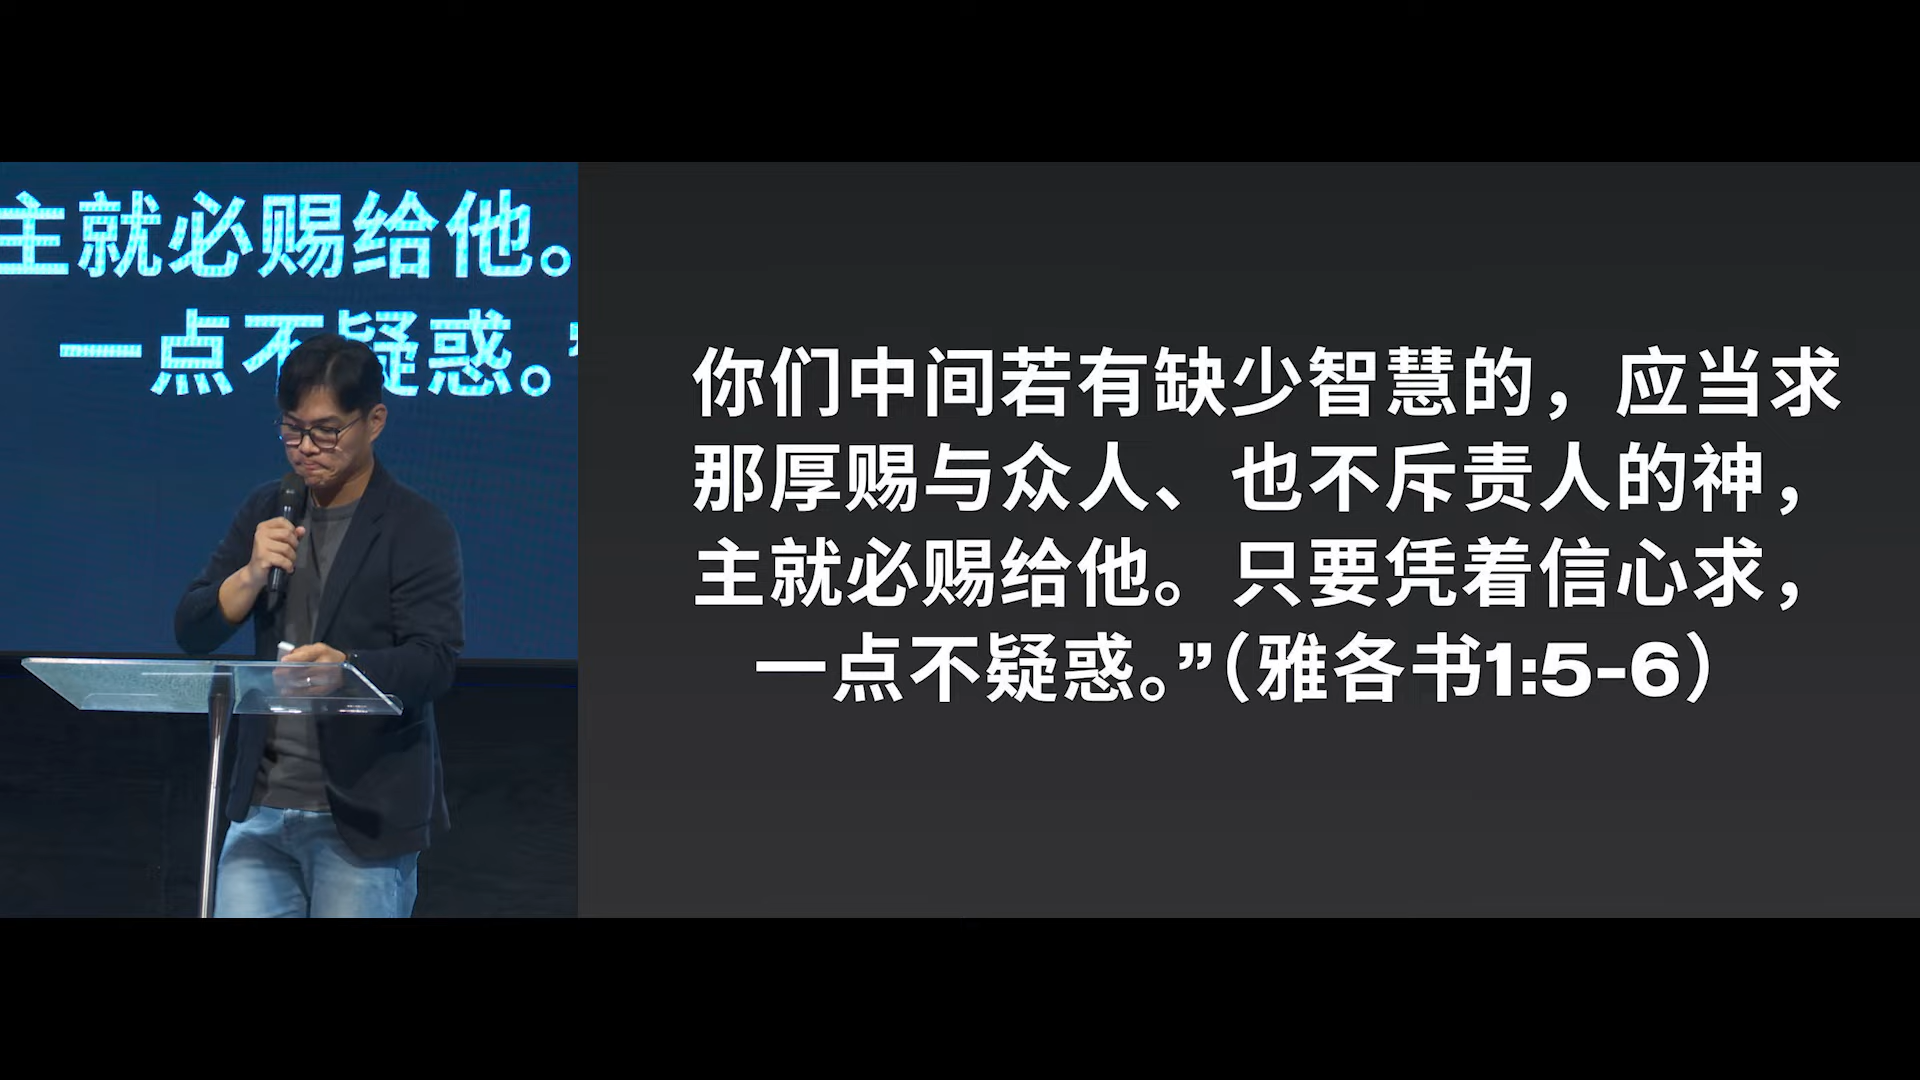 主就必赐给他。
一点不疑惑。
你们中间若有缺少智慧的，应当求
那厚赐与众人、也不斥责人的神，
主就必赐给他。只要凭着信心求，
一点不疑惑。”（雅各书1:5-6）